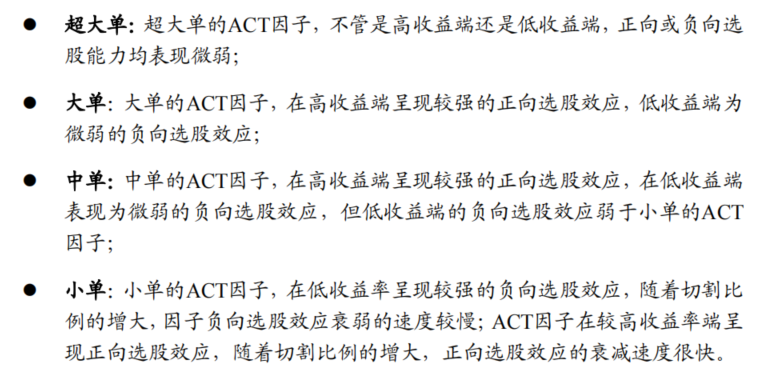 ● 超大单：超大单的ACT因子，不管是高收益端还是低收益端，正向或负向选
股能力均表现微弱；
● 大单：大单的ACT因子，在高收益端呈现较强的正向选股效应，低收益端为
微弱的负向选股效应；
● 中单：中单的ACT因子，在高收益端呈现较强的正向选股效应，在低收益端
表现为微弱的负向选股效应，但低收益端的负向选股效应弱于小单的ACT
因子；
● 小单：小单的ACT因子，在低收益率呈现较强的负向选股效应，随着切割比
例的增大，因子负向选股效应衰弱的速度较慢；ACT因子在较高收益率端呈
现正向选股效应，随着切割比例的增大，正向选股效应的衰减速度很快。